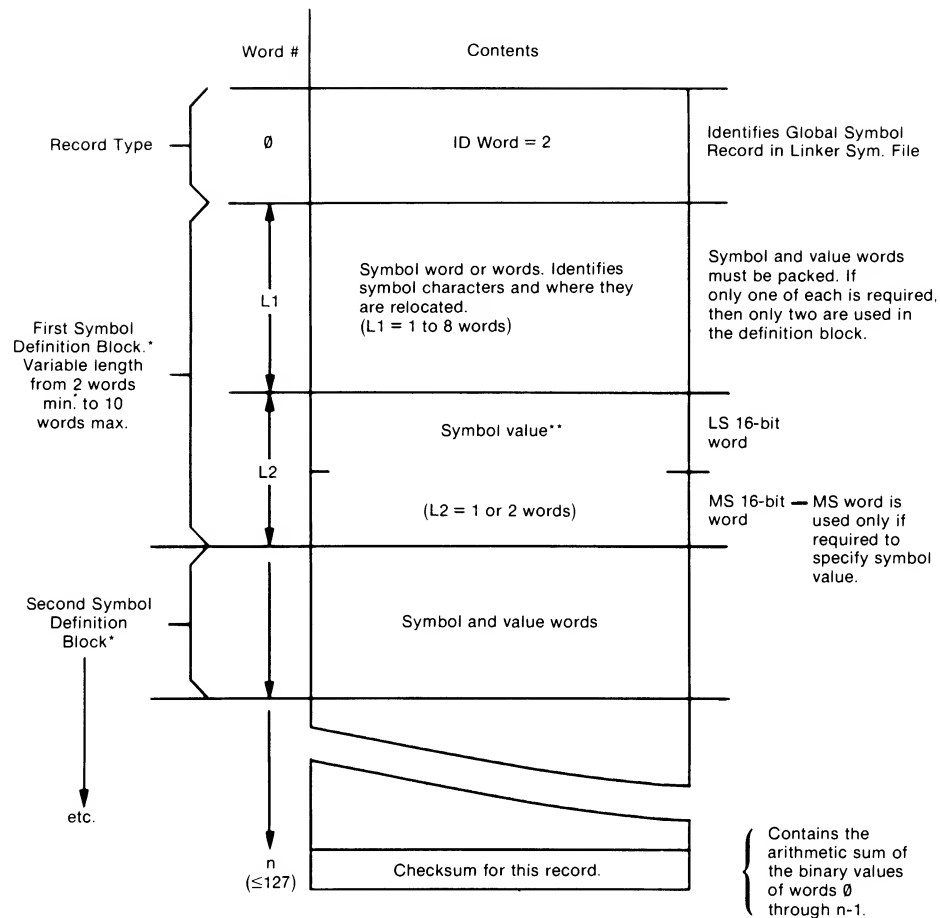 Word #
Contents
Record Type
Ø
ID Word = 2
Identifies Global Symbol
Record in Linker Sym. File
First Symbol
Definition Block.*
Variable length
from 2 words
min. to 10
words max.
L1
Symbol word or words. Identifies
symbol characters and where they
are relocated.
(L1 = 1 to 8 words)
Symbol and value words
must be packed. If
only one of each is required,
then only two are used in
the definition block.
L2
Symbol value**
(L2 = 1 or 2 words)
LS 16-bit
word
MS 16-bit
word
MS word is
used only if
required to
specify symbol
value.
Second Symbol
Definition
Block*
Symbol and value words
etc.
n
(≤127)
Checksum for this record.
Contains the
arithmetic sum of
the binary values
of words Ø
through n-1.